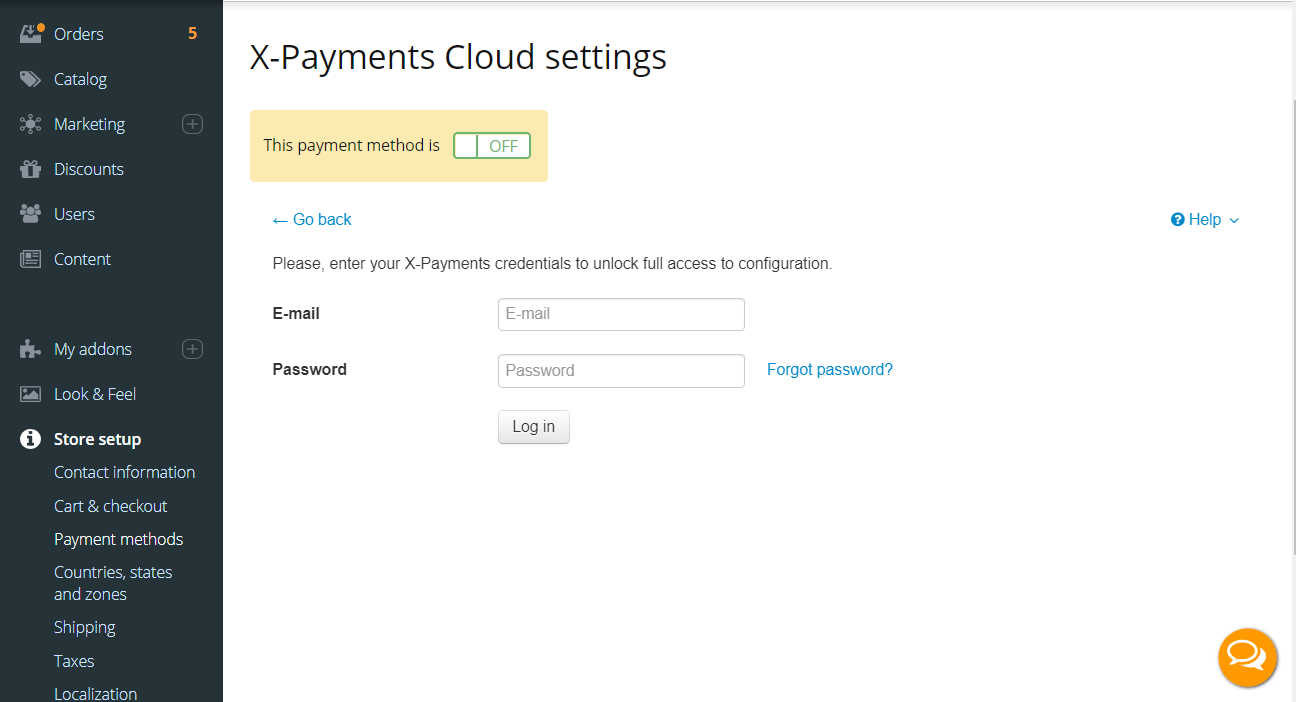 Orders 5
Catalog
Marketing
Discounts
Users
Content
My addons
Look & Feel
Store setup
Contact information
Cart & checkout
Payment methods
Countries, states
and zones
Shipping
Taxes
Localization
X-Payments Cloud settings
This payment method is OFF
← Go back
Help
Please, enter your X-Payments credentials to unlock full access to configuration.
E-mail E-mail
Password Password Forgot password?
Log in